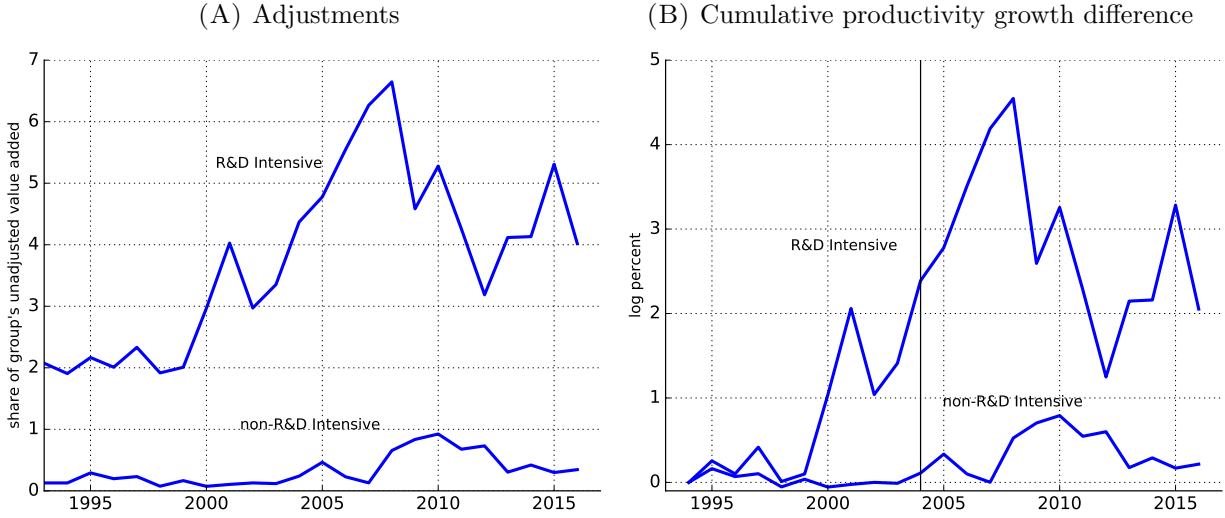 (A) Adjustments
7
6
5
4
3
2
1
0
share of group's unadjusted value added
R&D Intensive
non-R&D Intensive
1995 2000 2005 2010 2015
(B) Cumulative productivity growth difference
5
4
3
2
1
0
log percent
R&D Intensive
non-R&D Intensive
1995 2000 2005 2010 2015